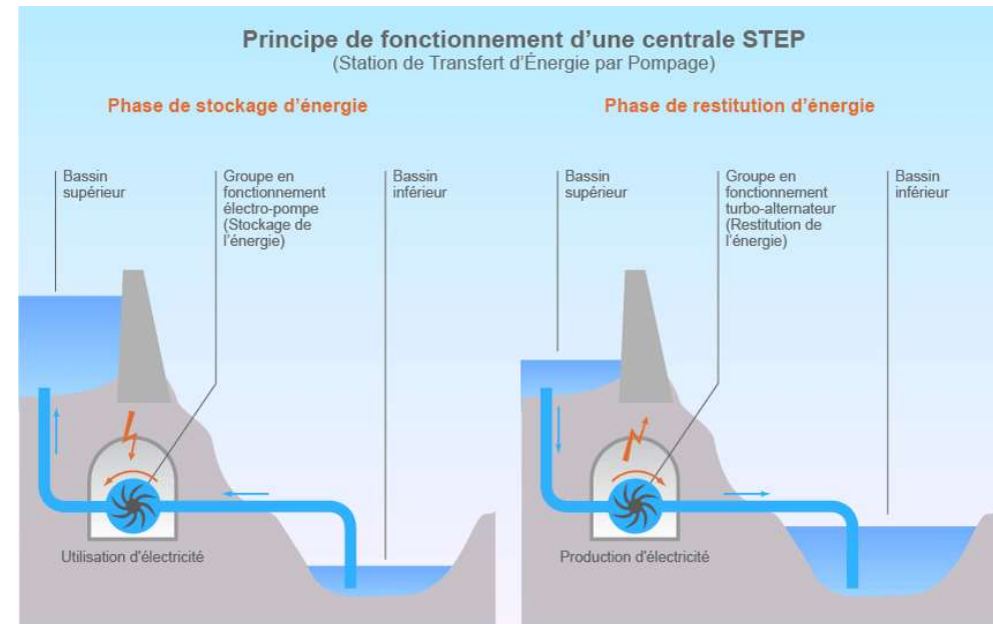 Principe de fonctionnement d'une centrale STEP
(Station de Transfert d'Énergie par Pompage)
Phase de stockage d'énergie
Bassin
supérieur
Groupe en
fonctionnement
électro-pompe
(Stockage de
l'énergie)
Bassin
inférieur
Utilisation d'électricité
Phase de restitution d'énergie
Bassin
supérieur
Groupe en
fonctionnement
turbo-alternateur
(Restitution de
l'énergie)
Bassin
inférieur
Production d'électricité